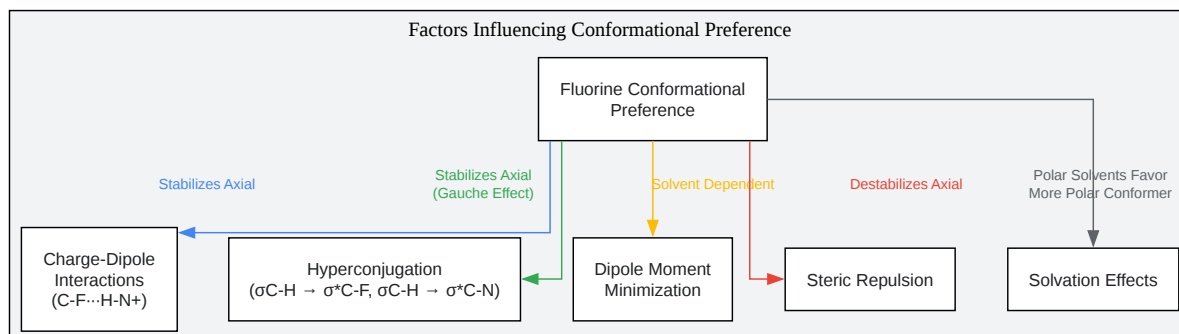 Factors Influencing Conformational Preference
Fluorine Conformational
Preference
Stabilizes Axial
Stabilizes Axial
(Gauche Effect)
Solvent Dependent
Destabilizes Axial
Polar Solvents Favor
More Polar Conformer
Charge-Dipole
Interactions
(C-F···H-N+)
Hyperconjugation
(σC-H → σ*C-F, σC-H → σ*C-N)
Dipole Moment
Minimization
Steric Repulsion
Solvation Effects